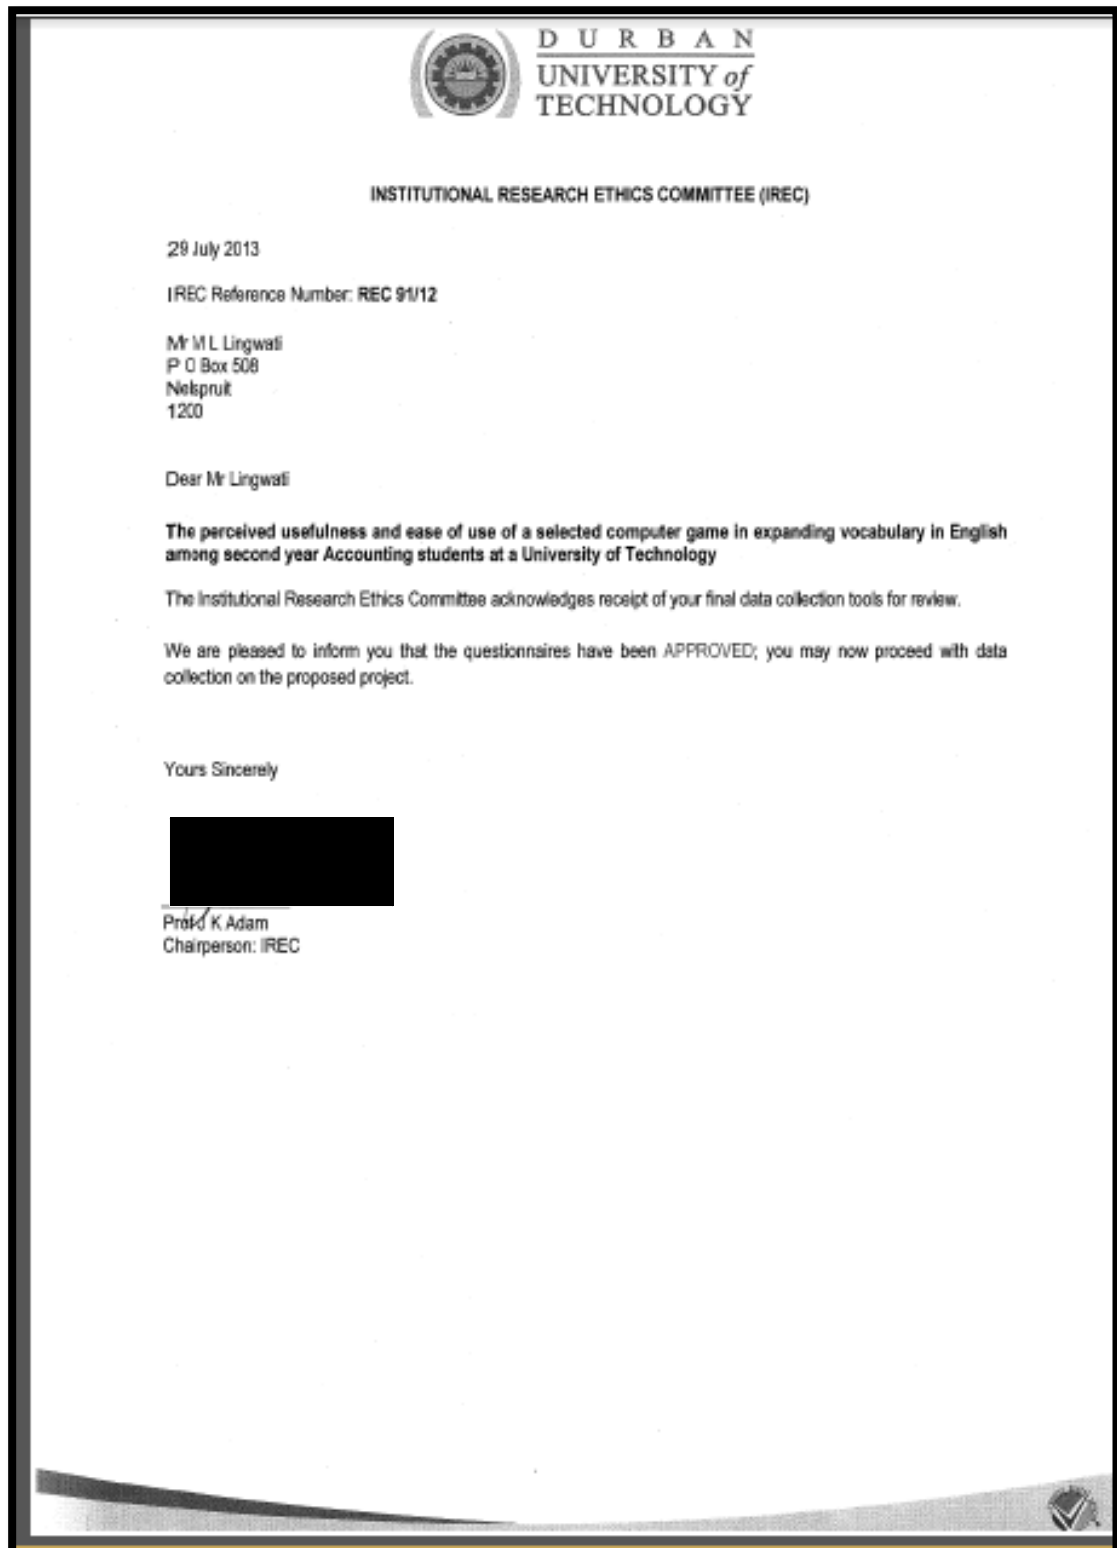 DURBAN
UNIVERSITY of
TECHNOLOGY
INSTITUTIONAL RESEARCH ETHICS COMMITTEE (IREC)
29 July 2013
IREC Reference Number: REC 91/12
Mr M L Lingwati
P O Box 508
Nelspruit
1200
Dear Mr Lingwati
The perceived usefulness and ease of use of a selected computer game in expanding vocabulary in English
among second year Accounting students at a University of Technology
The Institutional Research Ethics Committee acknowledges receipt of your final data collection tools for review.
We are pleased to inform you that the questionnaires have been APPROVED; you may now proceed with data
collection on the proposed project.
Yours Sincerely
Prof J K Adam
Chairperson: IREC